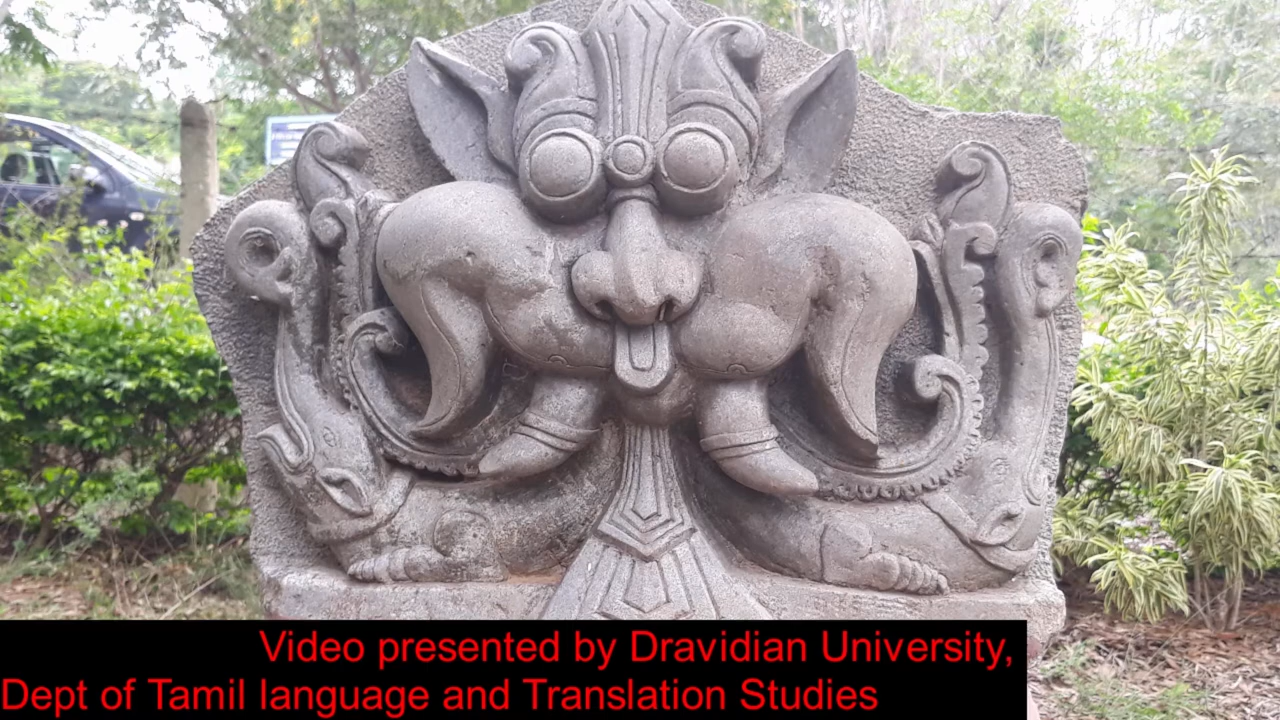 Video presented by Dravidian University,
Dept of Tamil language and Translation Studies